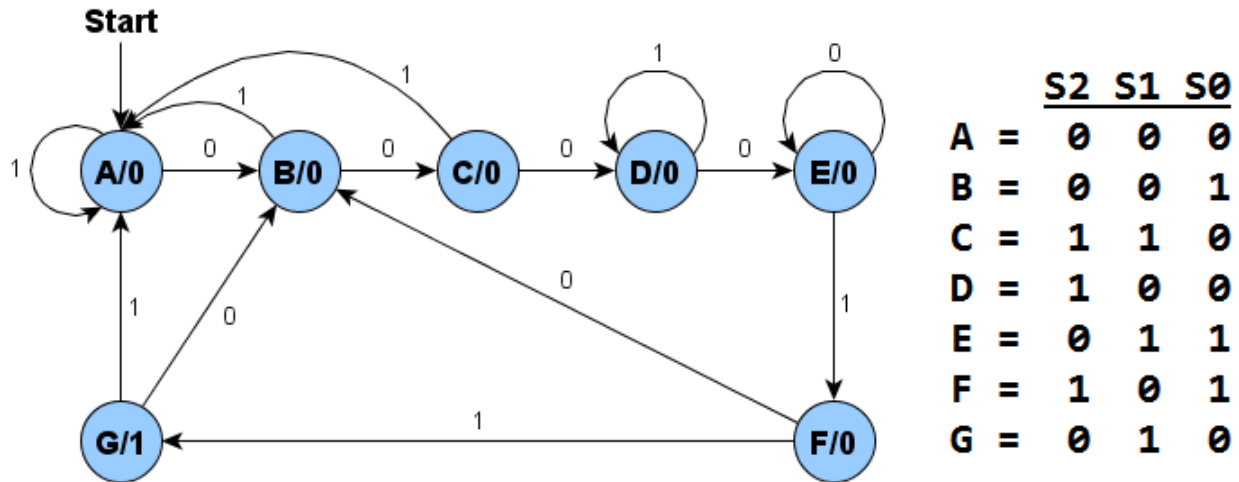 Start
1
1
0
S2 S1 S0
1
0
0
0
0
A/0
B/0
C/0
D/0
E/0
1
A = 0 0 0
B = 0 0 1
C = 1 1 0
D = 1 0 0
E = 0 1 1
F = 1 0 1
G = 0 1 0
0
1
0
1
1
G/1
F/0